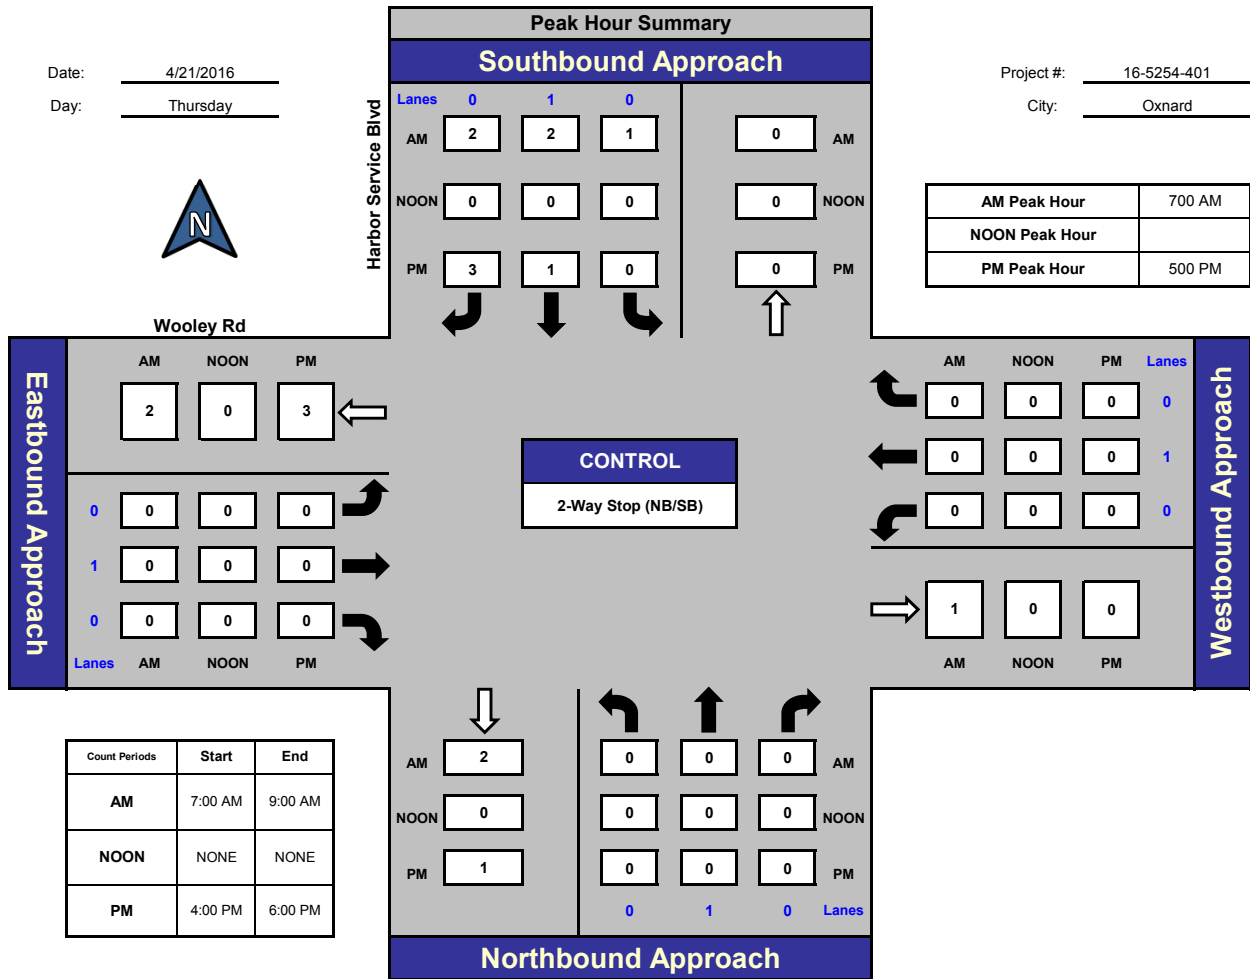 Peak Hour Summary
Southbound Approach
Date: 4/21/2016
Day: Thursday
Project #: 16-5254-401
City: Oxnard
N
Harbor Service Blvd
Lanes 0 1 0
AM 2 2 1 0 AM
NOON 0 0 0 0 NOON
PM 3 1 0 0 PM
AM Peak Hour 700 AM
NOON Peak Hour
PM Peak Hour 500 PM
Wooley Rd
Eastbound Approach
AM NOON PM
2 0 3
0 0 0 0
1 0 0 0
0 0 0 0
Lanes AM NOON PM
CONTROL
2-Way Stop (NB/SB)
Westbound Approach
AM NOON PM Lanes
0 0 0 0
0 0 0 1
0 0 0 0
1 0 0
AM NOON PM
Count Periods Start End
AM 7:00 AM 9:00 AM
NOON NONE NONE
PM 4:00 PM 6:00 PM
AM 2 0 0 0 AM
NOON 0 0 0 0 NOON
PM 1 0 0 0 PM
0 1 0 Lanes
Northbound Approach